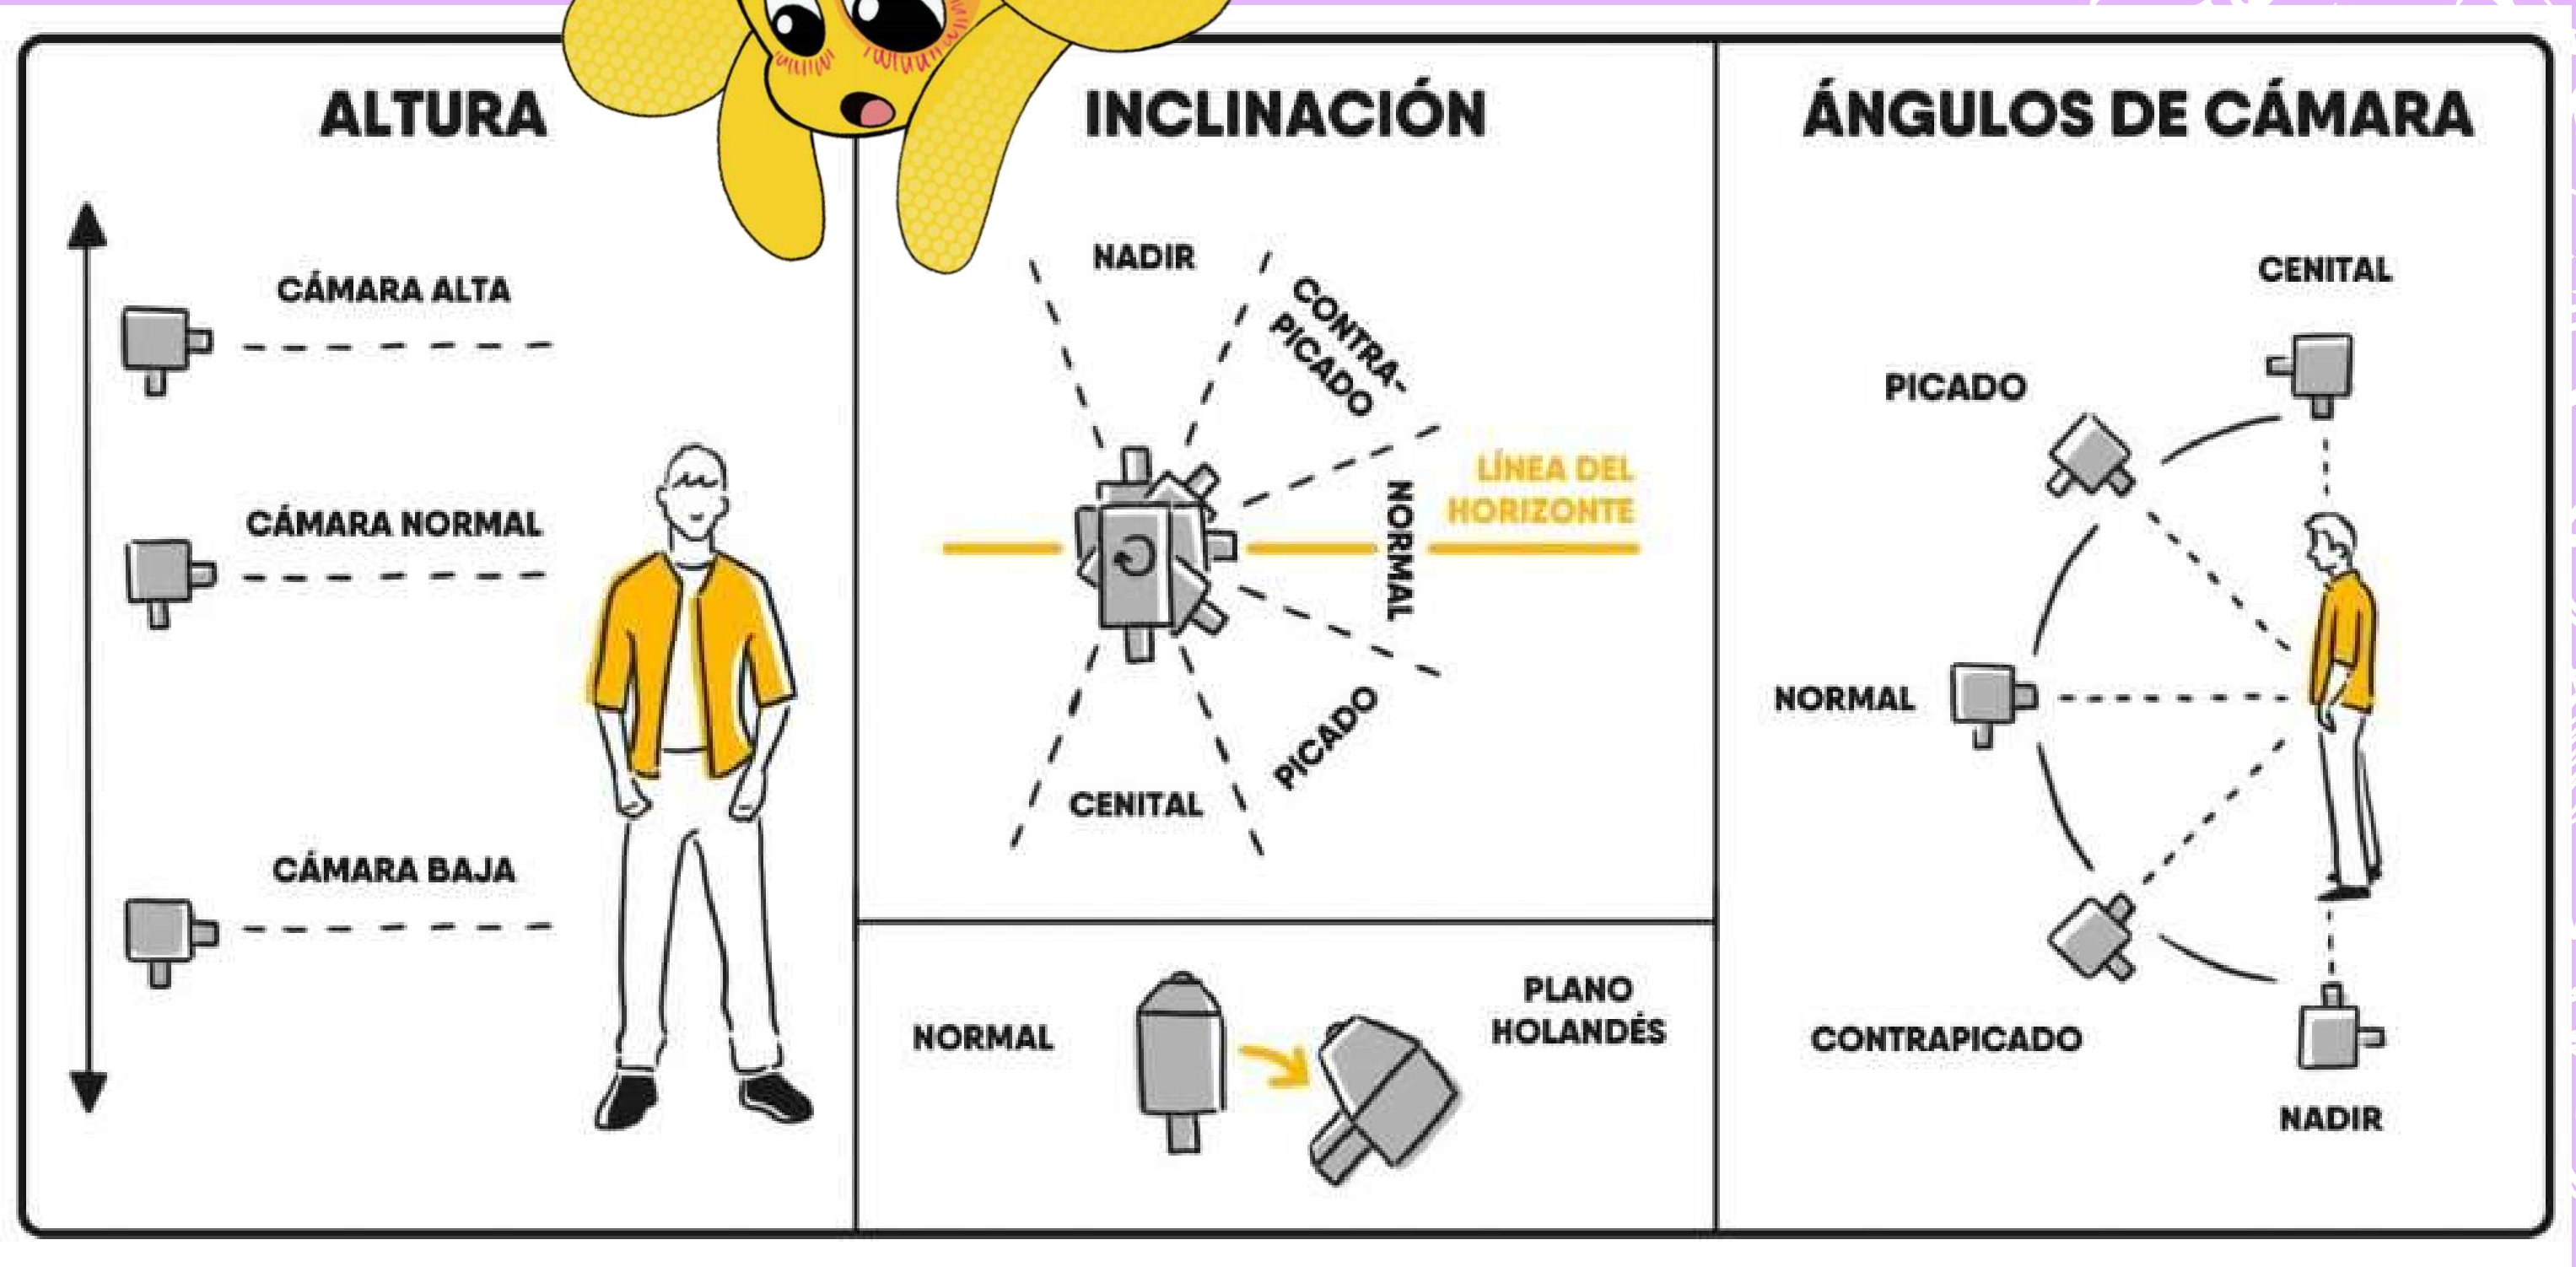 ALTURA
CÁMARA ALTA
CÁMARA NORMAL
CÁMARA BAJA
INCLINACIÓN
NADIR
CONTRA-
PICADO
LÍNEA DEL
HORIZONTE
NORMAL
PICADO
CENITAL
NORMAL
PLANO
HOLANDÉS
ÁNGULOS DE CÁMARA
CENITAL
PICADO
NORMAL
CONTRAPICADO
NADIR